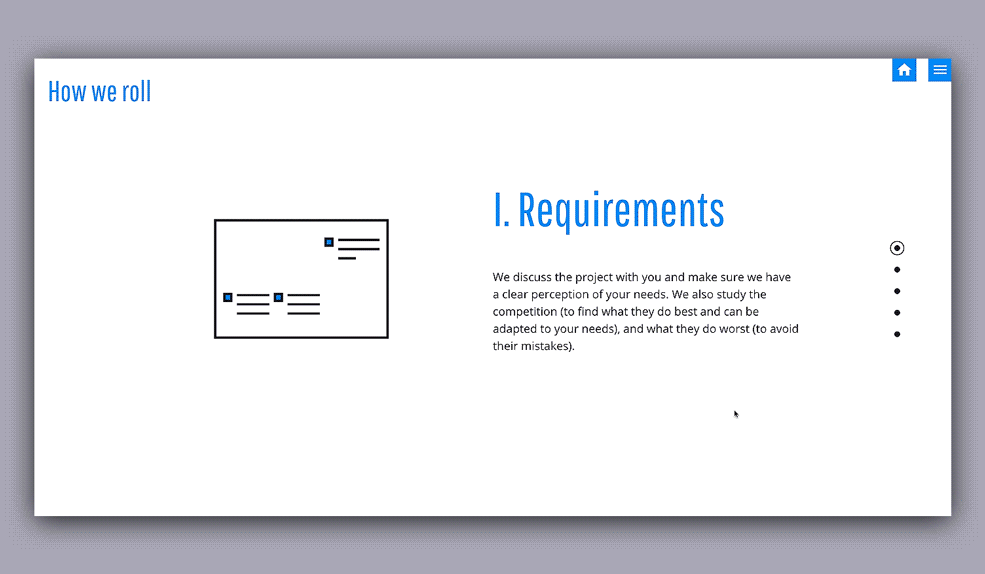 How we roll
I. Requirements
We discuss the project with you and make sure we have
a clear perception of your needs. We also study the
competition (to find what they do best and can be
adapted to your needs), and what they do worst (to avoid
their mistakes).